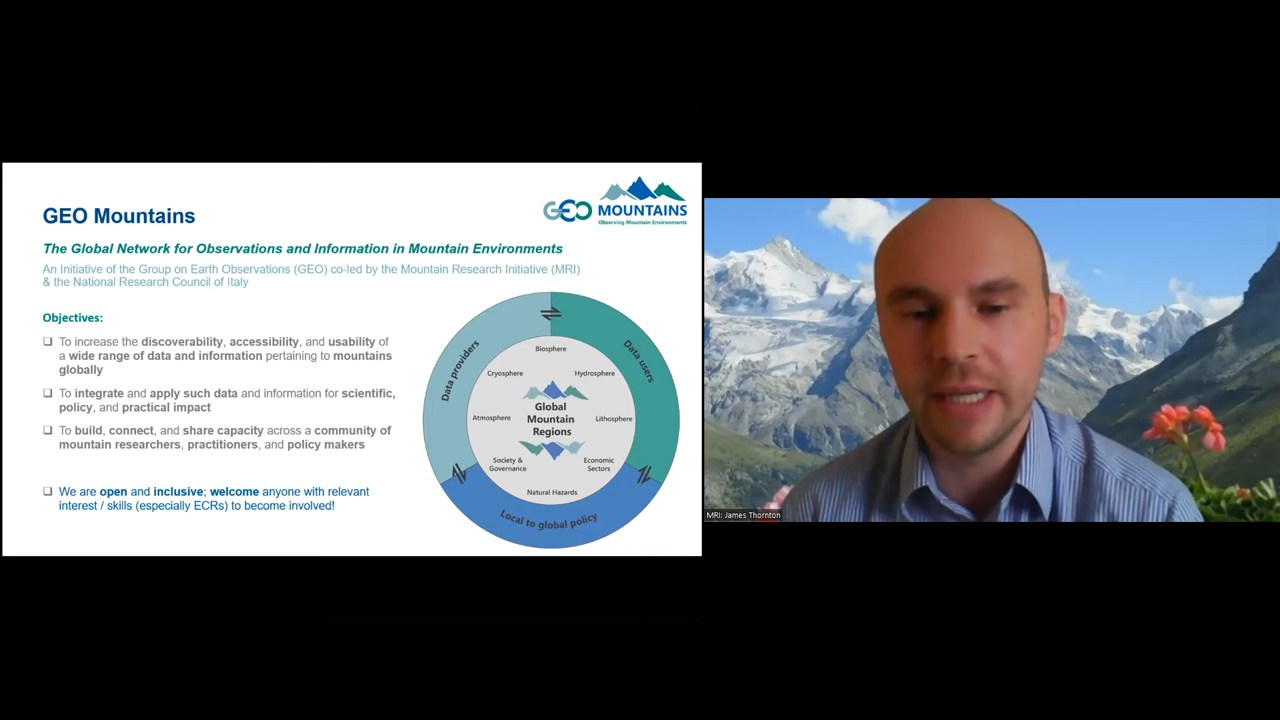 GEO Mountains
GEO MOUNTAINS
Observing Mountain Environments
The Global Network for Observations and Information in Mountain Environments
An Initiative of the Group on Earth Observations (GEO) co-led by the Mountain Research Initiative (MRI)
& the National Research Council of Italy
Objectives:
❑ To increase the discoverability, accessibility, and usability of
a wide range of data and information pertaining to mountains
globally
❑ To integrate and apply such data and information for scientific,
policy, and practical impact
❑ To build, connect, and share capacity across a community of
mountain researchers, practitioners, and policy makers
❑ We are open and inclusive; welcome anyone with relevant
interest / skills (especially ECRs) to become involved!
Data providers
Data users
Local to global policy
Biosphere
Cryosphere
Hydrosphere
Atmosphere
Global
Mountain
Regions
Lithosphere
Society &
Governance
Economic
Sectors
Natural Hazards
MRI: James Thornton